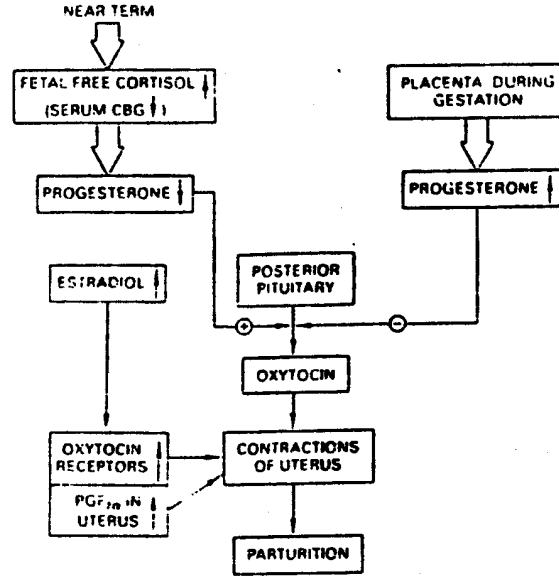 NEAR TERM
FETAL FREE CORTISOL ↑
(SERUM CBG ↓)
PROGESTERONE ↓
PLACENTA DURING
GESTATION
PROGESTERONE ↑
ESTRADIOL ↑
POSTERIOR
PITUITARY
+
−
OXYTOCIN
OXYTOCIN
RECEPTORS ↑
CONTRACTIONS
OF UTERUS
PGF2α IN
UTERUS ↑
PARTURITION